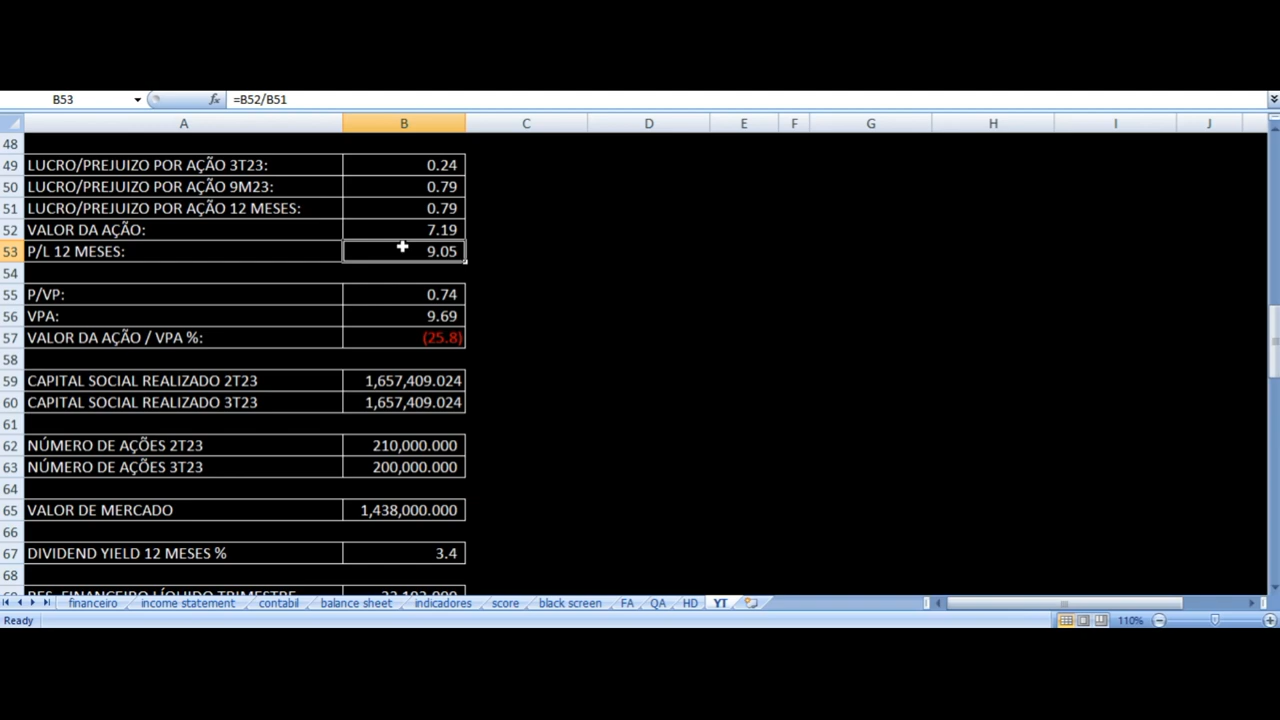 B53 fx =B52/B51
A B C D E F G H I J
48
49 LUCRO/PREJUIZO POR AÇÃO 3T23: 0.24
50 LUCRO/PREJUIZO POR AÇÃO 9M23: 0.79
51 LUCRO/PREJUIZO POR AÇÃO 12 MESES: 0.79
52 VALOR DA AÇÃO: 7.19
53 P/L 12 MESES: 9.05
54
55 P/VP: 0.74
56 VPA: 9.69
57 VALOR DA AÇÃO / VPA %: (25.8)
58
59 CAPITAL SOCIAL REALIZADO 2T23 1,657,409.024
60 CAPITAL SOCIAL REALIZADO 3T23 1,657,409.024
61
62 NÚMERO DE AÇÕES 2T23 210,000.000
63 NÚMERO DE AÇÕES 3T23 200,000.000
64
65 VALOR DE MERCADO 1,438,000.000
66
67 DIVIDEND YIELD 12 MESES % 3.4
68
financeiro income statement contabil balance sheet indicadores score black screen FA QA HD YT
Ready 110%